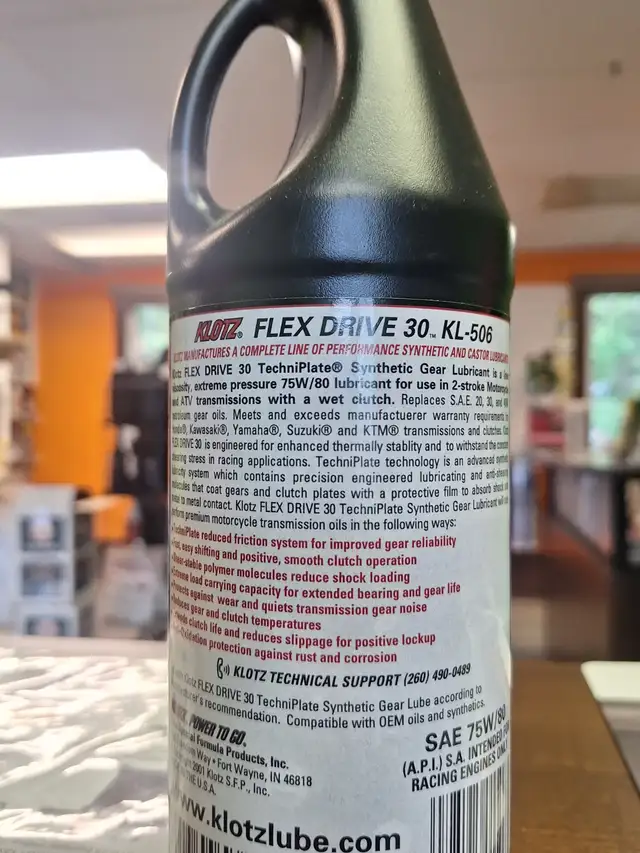 KLOTZ® FLEX DRIVE 30™ KL-506
KLOTZ MANUFACTURES A COMPLETE LINE OF PERFORMANCE SYNTHETIC AND CASTOR LUBRICANTS
Klotz FLEX DRIVE 30 TechniPlate® Synthetic Gear Lubricant is a
extreme pressure 75W/80 lubricant for use in 2-stroke
and ATV transmissions with a wet clutch. Replaces S.A.E. 20, 30, and
gear oils. Meets and exceeds manufactuerer warranty requirements
Kawasaki®, Yamaha®, Suzuki® and KTM® transmissions and clutches.
FLEX DRIVE 30 is engineered for enhanced thermally stablity and to withstand the
stress in racing applications. TechniPlate technology is an advanced
system which contains precision engineered lubricating and
that coat gears and clutch plates with a protective film to absorb shock
to metal contact. Klotz FLEX DRIVE 30 TechniPlate Synthetic Gear Lubricant
premium motorcycle transmission oils in the following ways:
TechniPlate reduced friction system for improved gear reliability
easy shifting and positive, smooth clutch operation
polymer molecules reduce shock loading
load carrying capacity for extended bearing and gear life
against wear and quiets transmission gear noise
gear and clutch temperatures
clutch life and reduces slippage for positive lockup
protection against rust and corrosion
KLOTZ TECHNICAL SUPPORT (260) 490-0489
Klotz FLEX DRIVE 30 TechniPlate Synthetic Gear Lube according to
recommendation. Compatible with OEM oils and synthetics.
POWER TO GO.
Formula Products, Inc.
Way • Fort Wayne, IN 46818
2001 Klotz S.F.P., Inc.
U.S.A.
SAE 75W/80
(A.P.I.) S.A. INTENDED FOR
RACING ENGINES ONLY
www.klotzlube.com